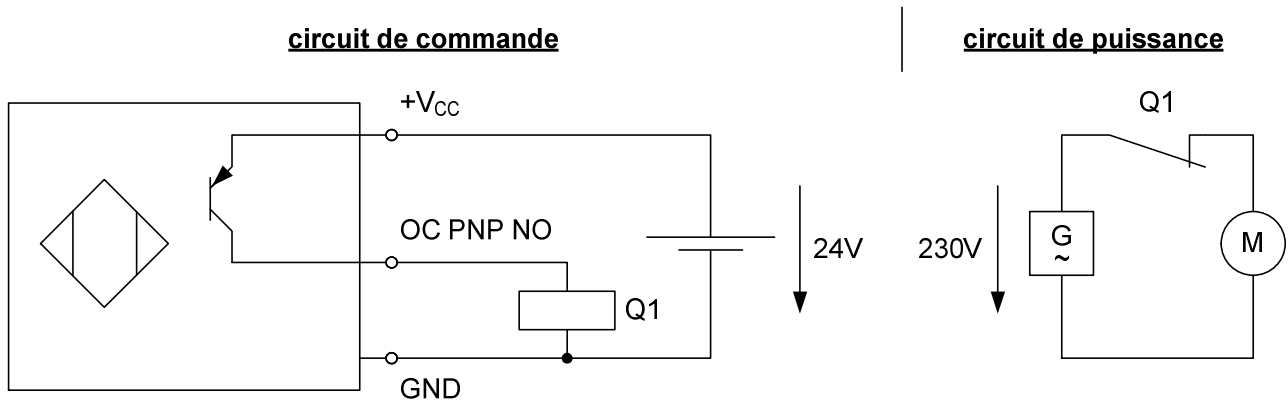 circuit de commande
circuit de puissance
+VCC
Q1
OC PNP NO
24V
230V
G
~
M
Q1
GND